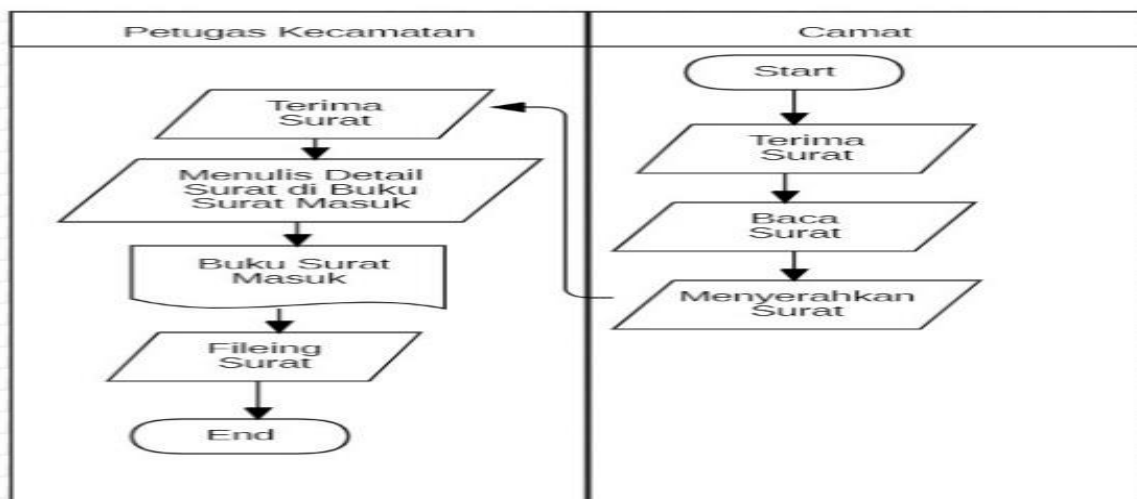 Petugas Kecamatan
Camat
Start
Terima
Surat
Baca
Surat
Menyerahkan
Surat
Terima
Surat
Menulis Detail
Surat di Buku
Surat Masuk
Buku Surat
Masuk
Fileing
Surat
End